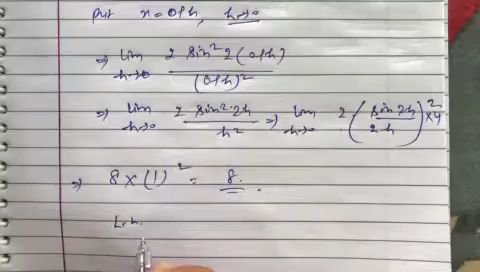 Put x = 0+h, h→0
⇒ lim h→0 2 sin² 2(0+h) / (0+h)²
⇒ lim h→0 2 sin² 2h / h² ⇒ lim h→0 2 (sin 2h / 2h)² ×4
⇒ 8 × (1)² = 8.
L.h.